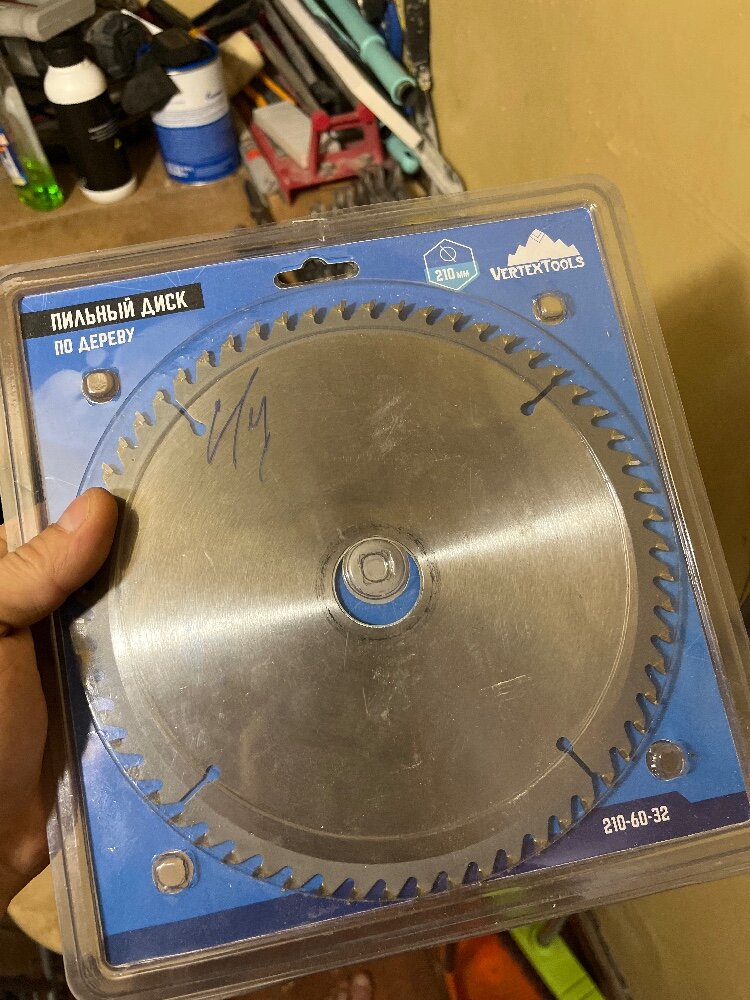 ПИЛЬНЫЙ ДИСК
ПО ДЕРЕВУ
210 мм
VERTEXTOOLS
210-60-32